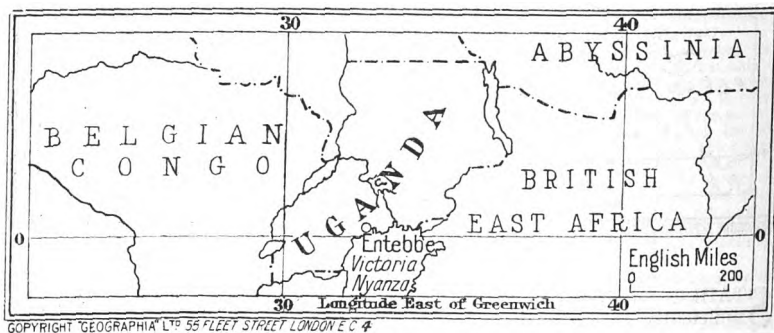 30
40
ABYSSINIA
BELGIAN
CONGO
UGANDA
BRITISH
EAST AFRICA
0
0
Entebbe
Victoria
Nyanza
English Miles
0 200
30
Longitude East of Greenwich
40
COPYRIGHT "GEOGRAPHIA" LTD 55 FLEET STREET LONDON E C 4